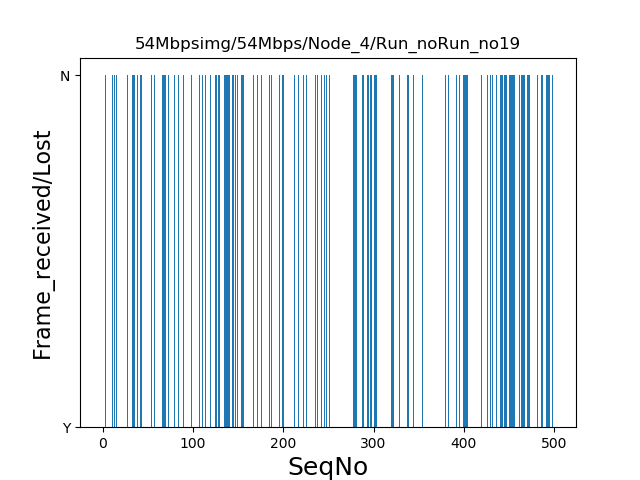 54Mbpsimg/54Mbps/Node_4/Run_noRun_no19
N
Frame_received/Lost
Y
0 100 200 300 400 500
SeqNo